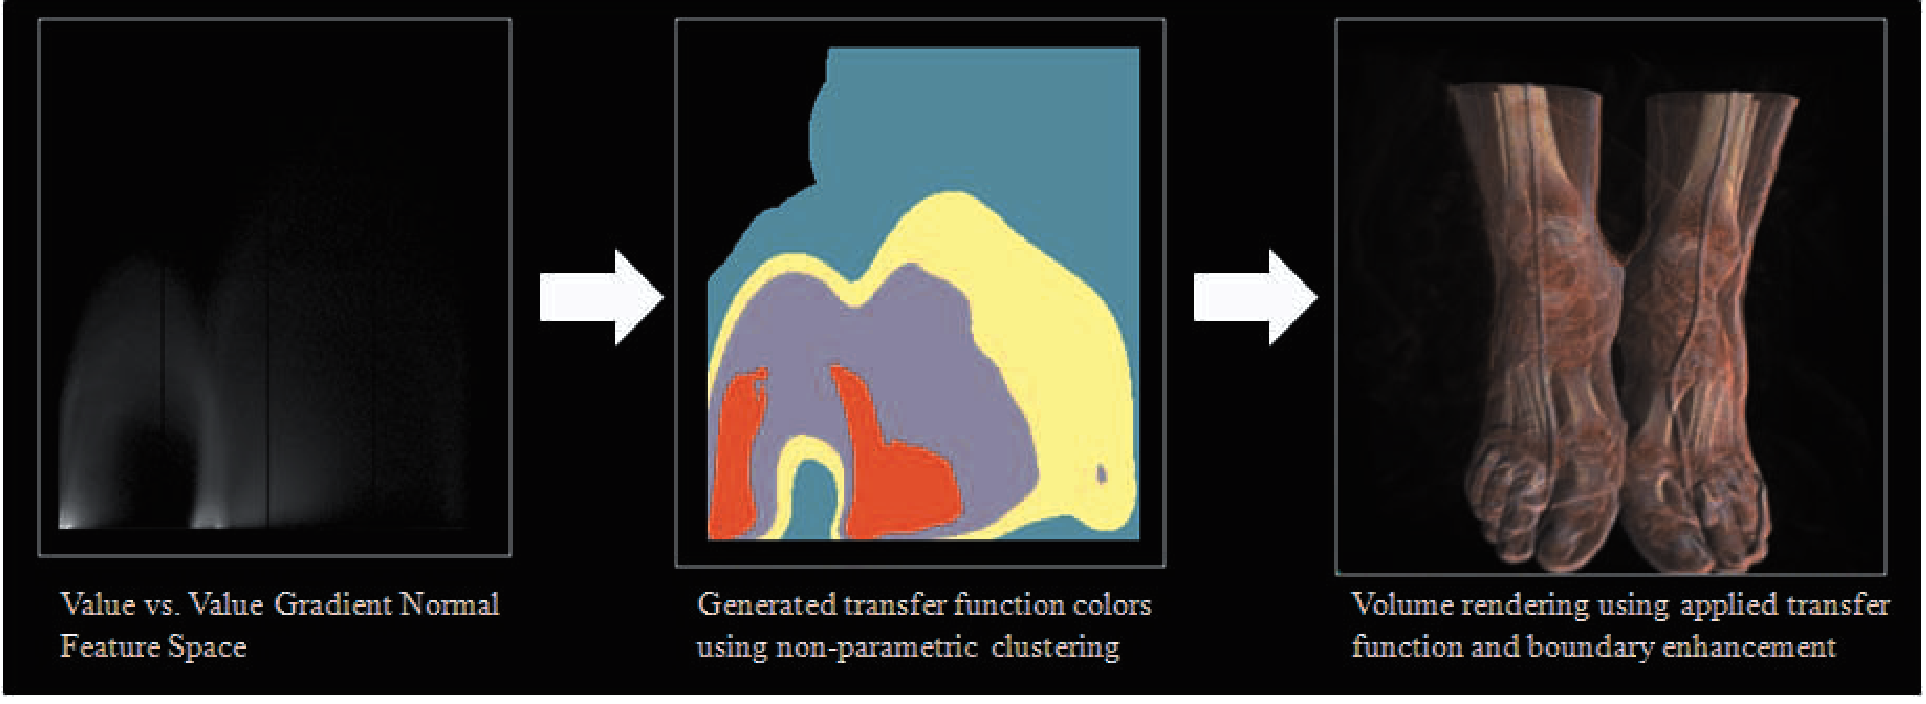 Value vs. Value Gradient Normal
Feature Space
Generated transfer function colors
using non-parametric clustering
Volume rendering using applied transfer
function and boundary enhancement